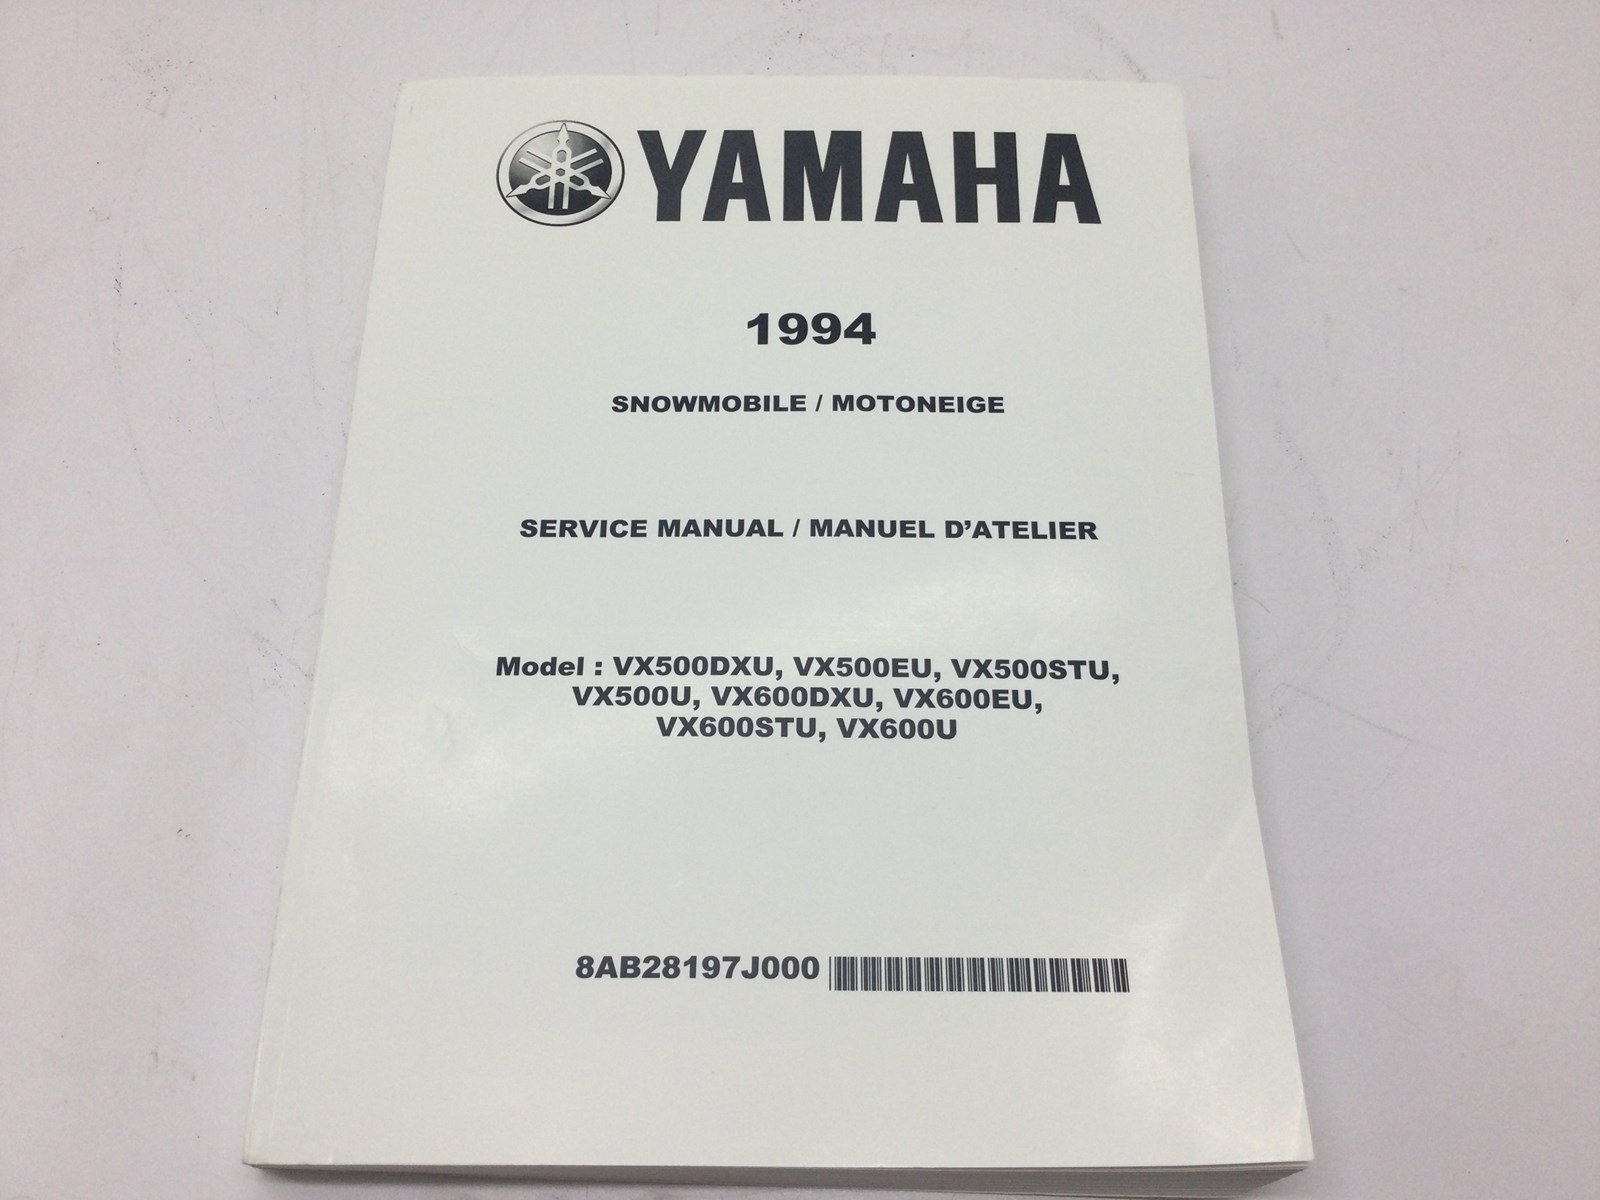 YAMAHA
1994
SNOWMOBILE / MOTONEIGE
SERVICE MANUAL / MANUEL D'ATELIER
Model : VX500DXU, VX500EU, VX500STU,
VX500U, VX600DXU, VX600EU,
VX600STU, VX600U
8AB28197J000